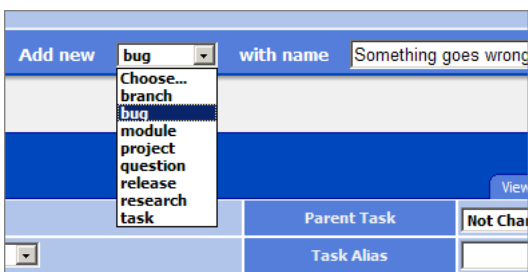 Add new bug with name Something goes wrong
Choose...
branch
bug
module
project
question
release
research
task
View
Parent Task Not Char
Task Alias